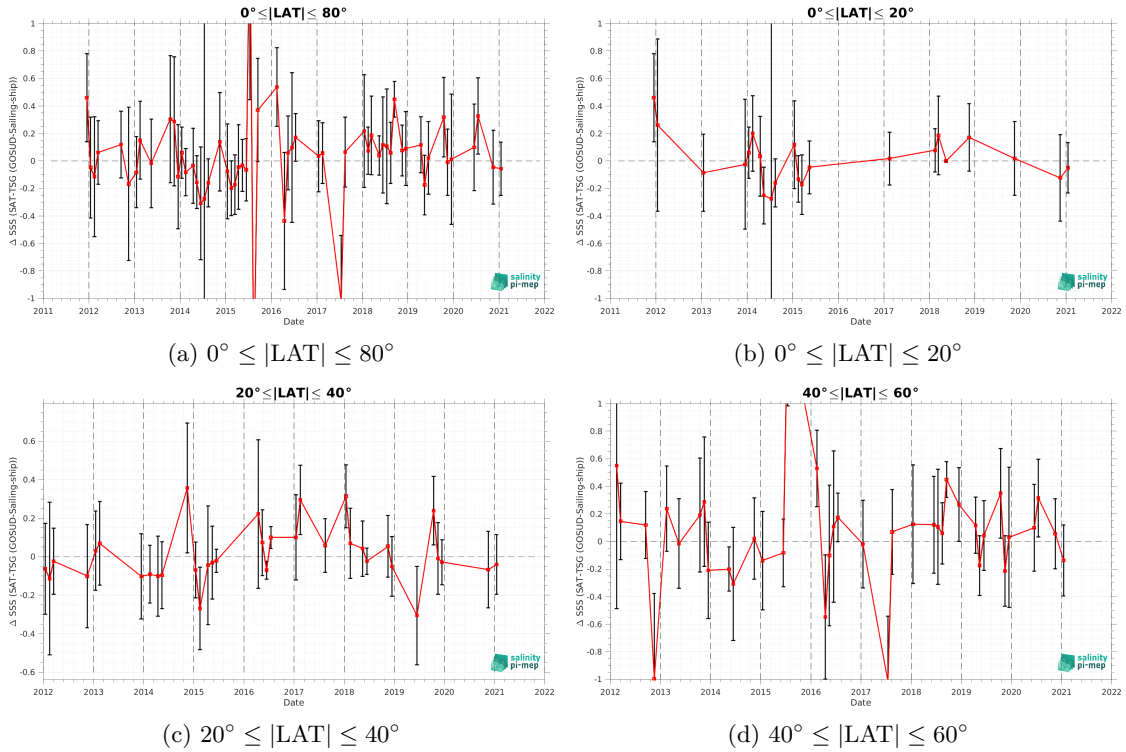 0°≤|LAT|≤ 80°
Δ SSS (SAT-TSG (GOSUD-Sailing-ship))
1
0.8
0.6
0.4
0.2
0
-0.2
-0.4
-0.6
-0.8
-1
salinity
pi-mep
2011 2012 2013 2014 2015 2016 2017 2018 2019 2020 2021 2022
Date
(a) 0° ≤ |LAT| ≤ 80°
0°≤|LAT|≤ 20°
Δ SSS (SAT-TSG (GOSUD-Sailing-ship))
1
0.8
0.6
0.4
0.2
0
-0.2
-0.4
-0.6
-0.8
-1
salinity
pi-mep
2011 2012 2013 2014 2015 2016 2017 2018 2019 2020 2021 2022
Date
(b) 0° ≤ |LAT| ≤ 20°
20°≤|LAT|≤ 40°
Δ SSS (SAT-TSG (GOSUD-Sailing-ship))
0.6
0.4
0.2
0
-0.2
-0.4
-0.6
salinity
pi-mep
2012 2013 2014 2015 2016 2017 2018 2019 2020 2021 2022
Date
(c) 20° ≤ |LAT| ≤ 40°
40°≤|LAT|≤ 60°
Δ SSS (SAT-TSG (GOSUD-Sailing-ship))
1
0.8
0.6
0.4
0.2
0
-0.2
-0.4
-0.6
-0.8
-1
salinity
pi-mep
2012 2013 2014 2015 2016 2017 2018 2019 2020 2021 2022
Date
(d) 40° ≤ |LAT| ≤ 60°